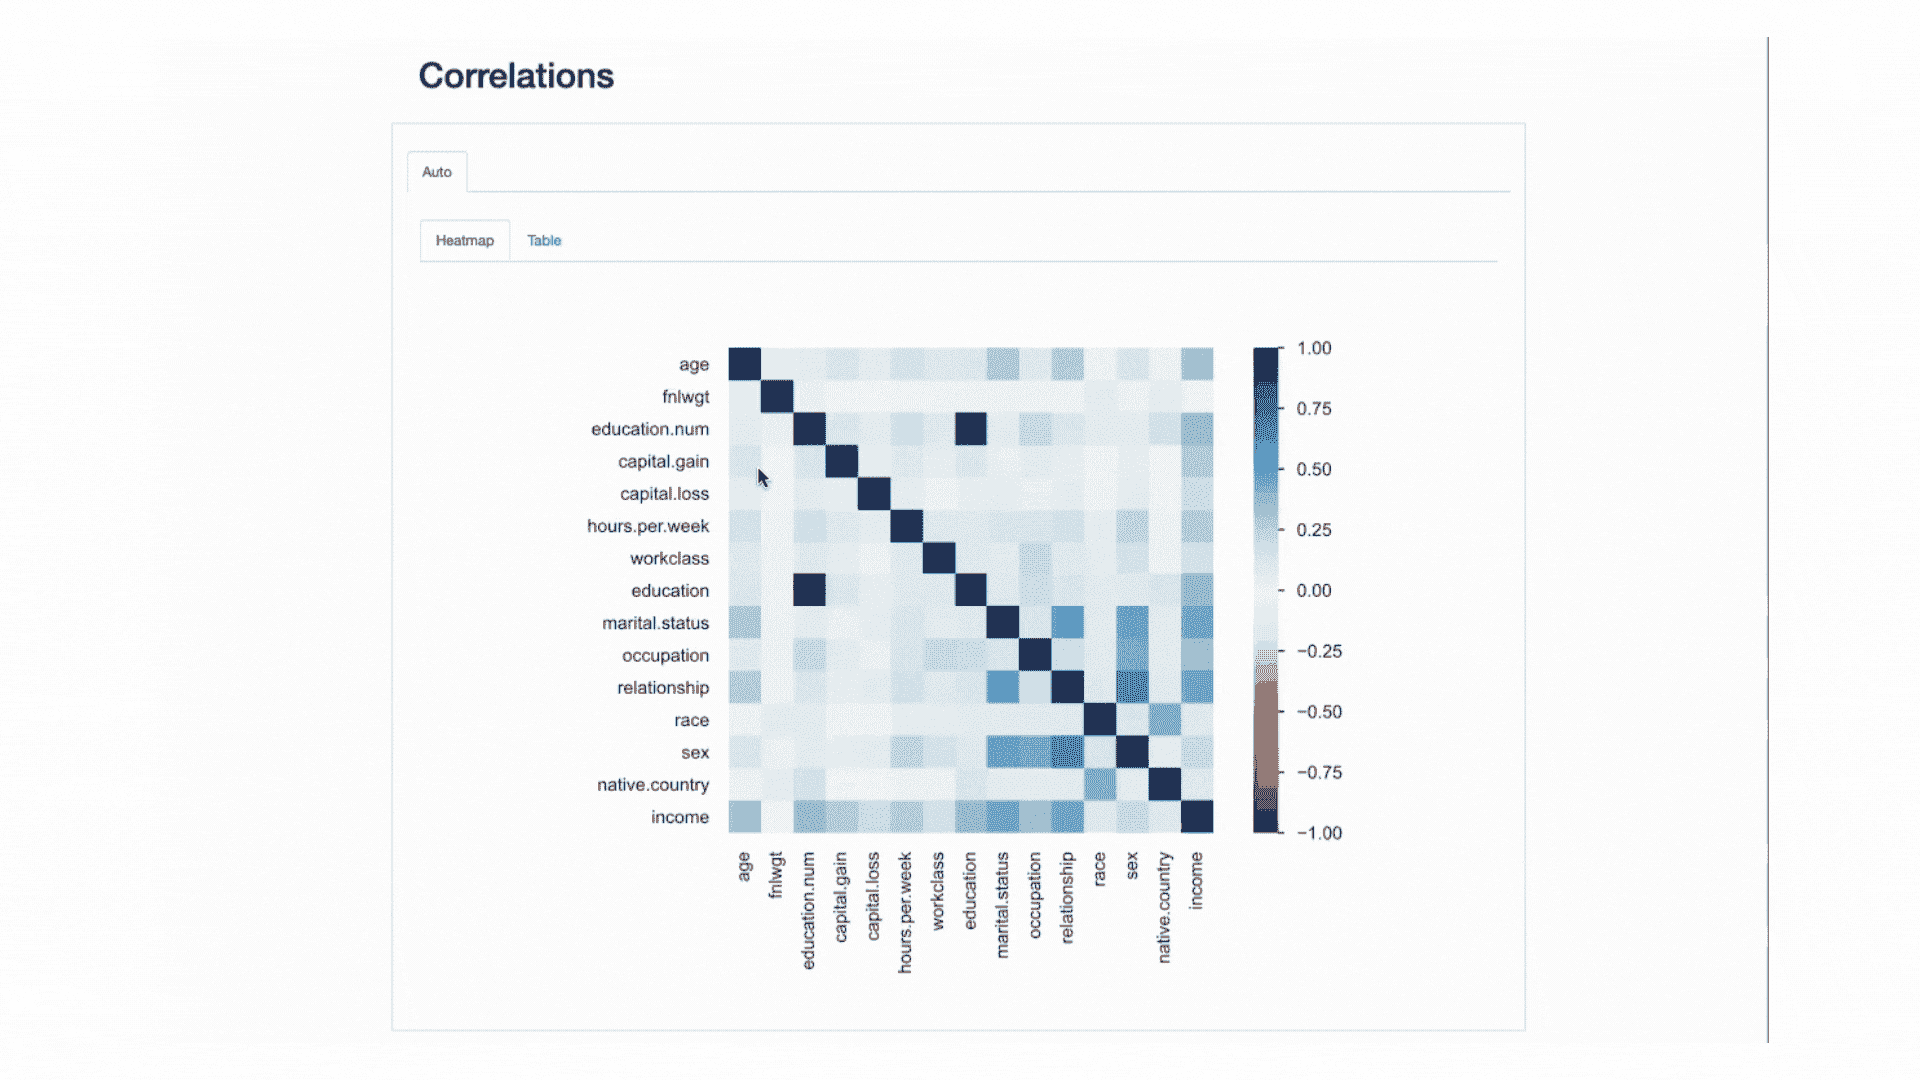 Correlations
Auto
Heatmap Table
age
fnlwgt
education.num
capital.gain
capital.loss
hours.per.week
workclass
education
marital.status
occupation
relationship
race
sex
native.country
income
1.00
0.75
0.50
0.25
0.00
−0.25
−0.50
−0.75
−1.00
age
fnlwgt
education.num
capital.gain
capital.loss
hours.per.week
workclass
education
marital.status
occupation
relationship
race
sex
native.country
income